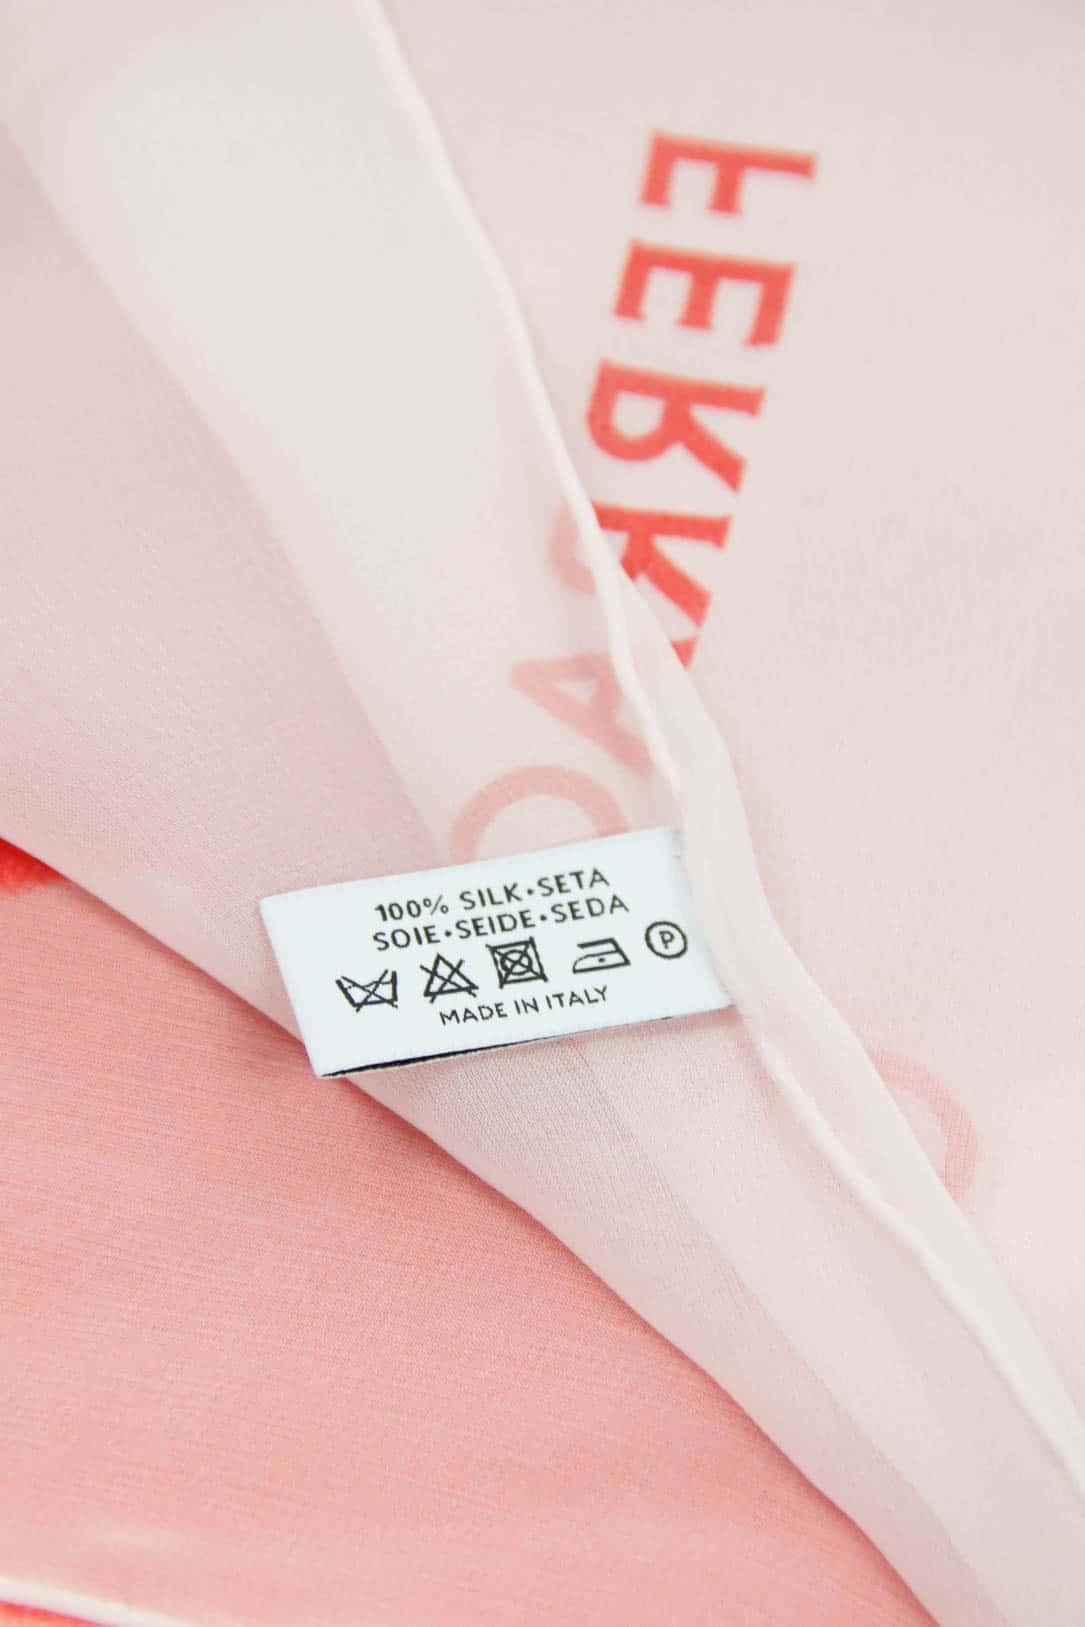 100% SILK•SETA
SOIE•SEIDE•SEDA
P
MADE IN ITALY